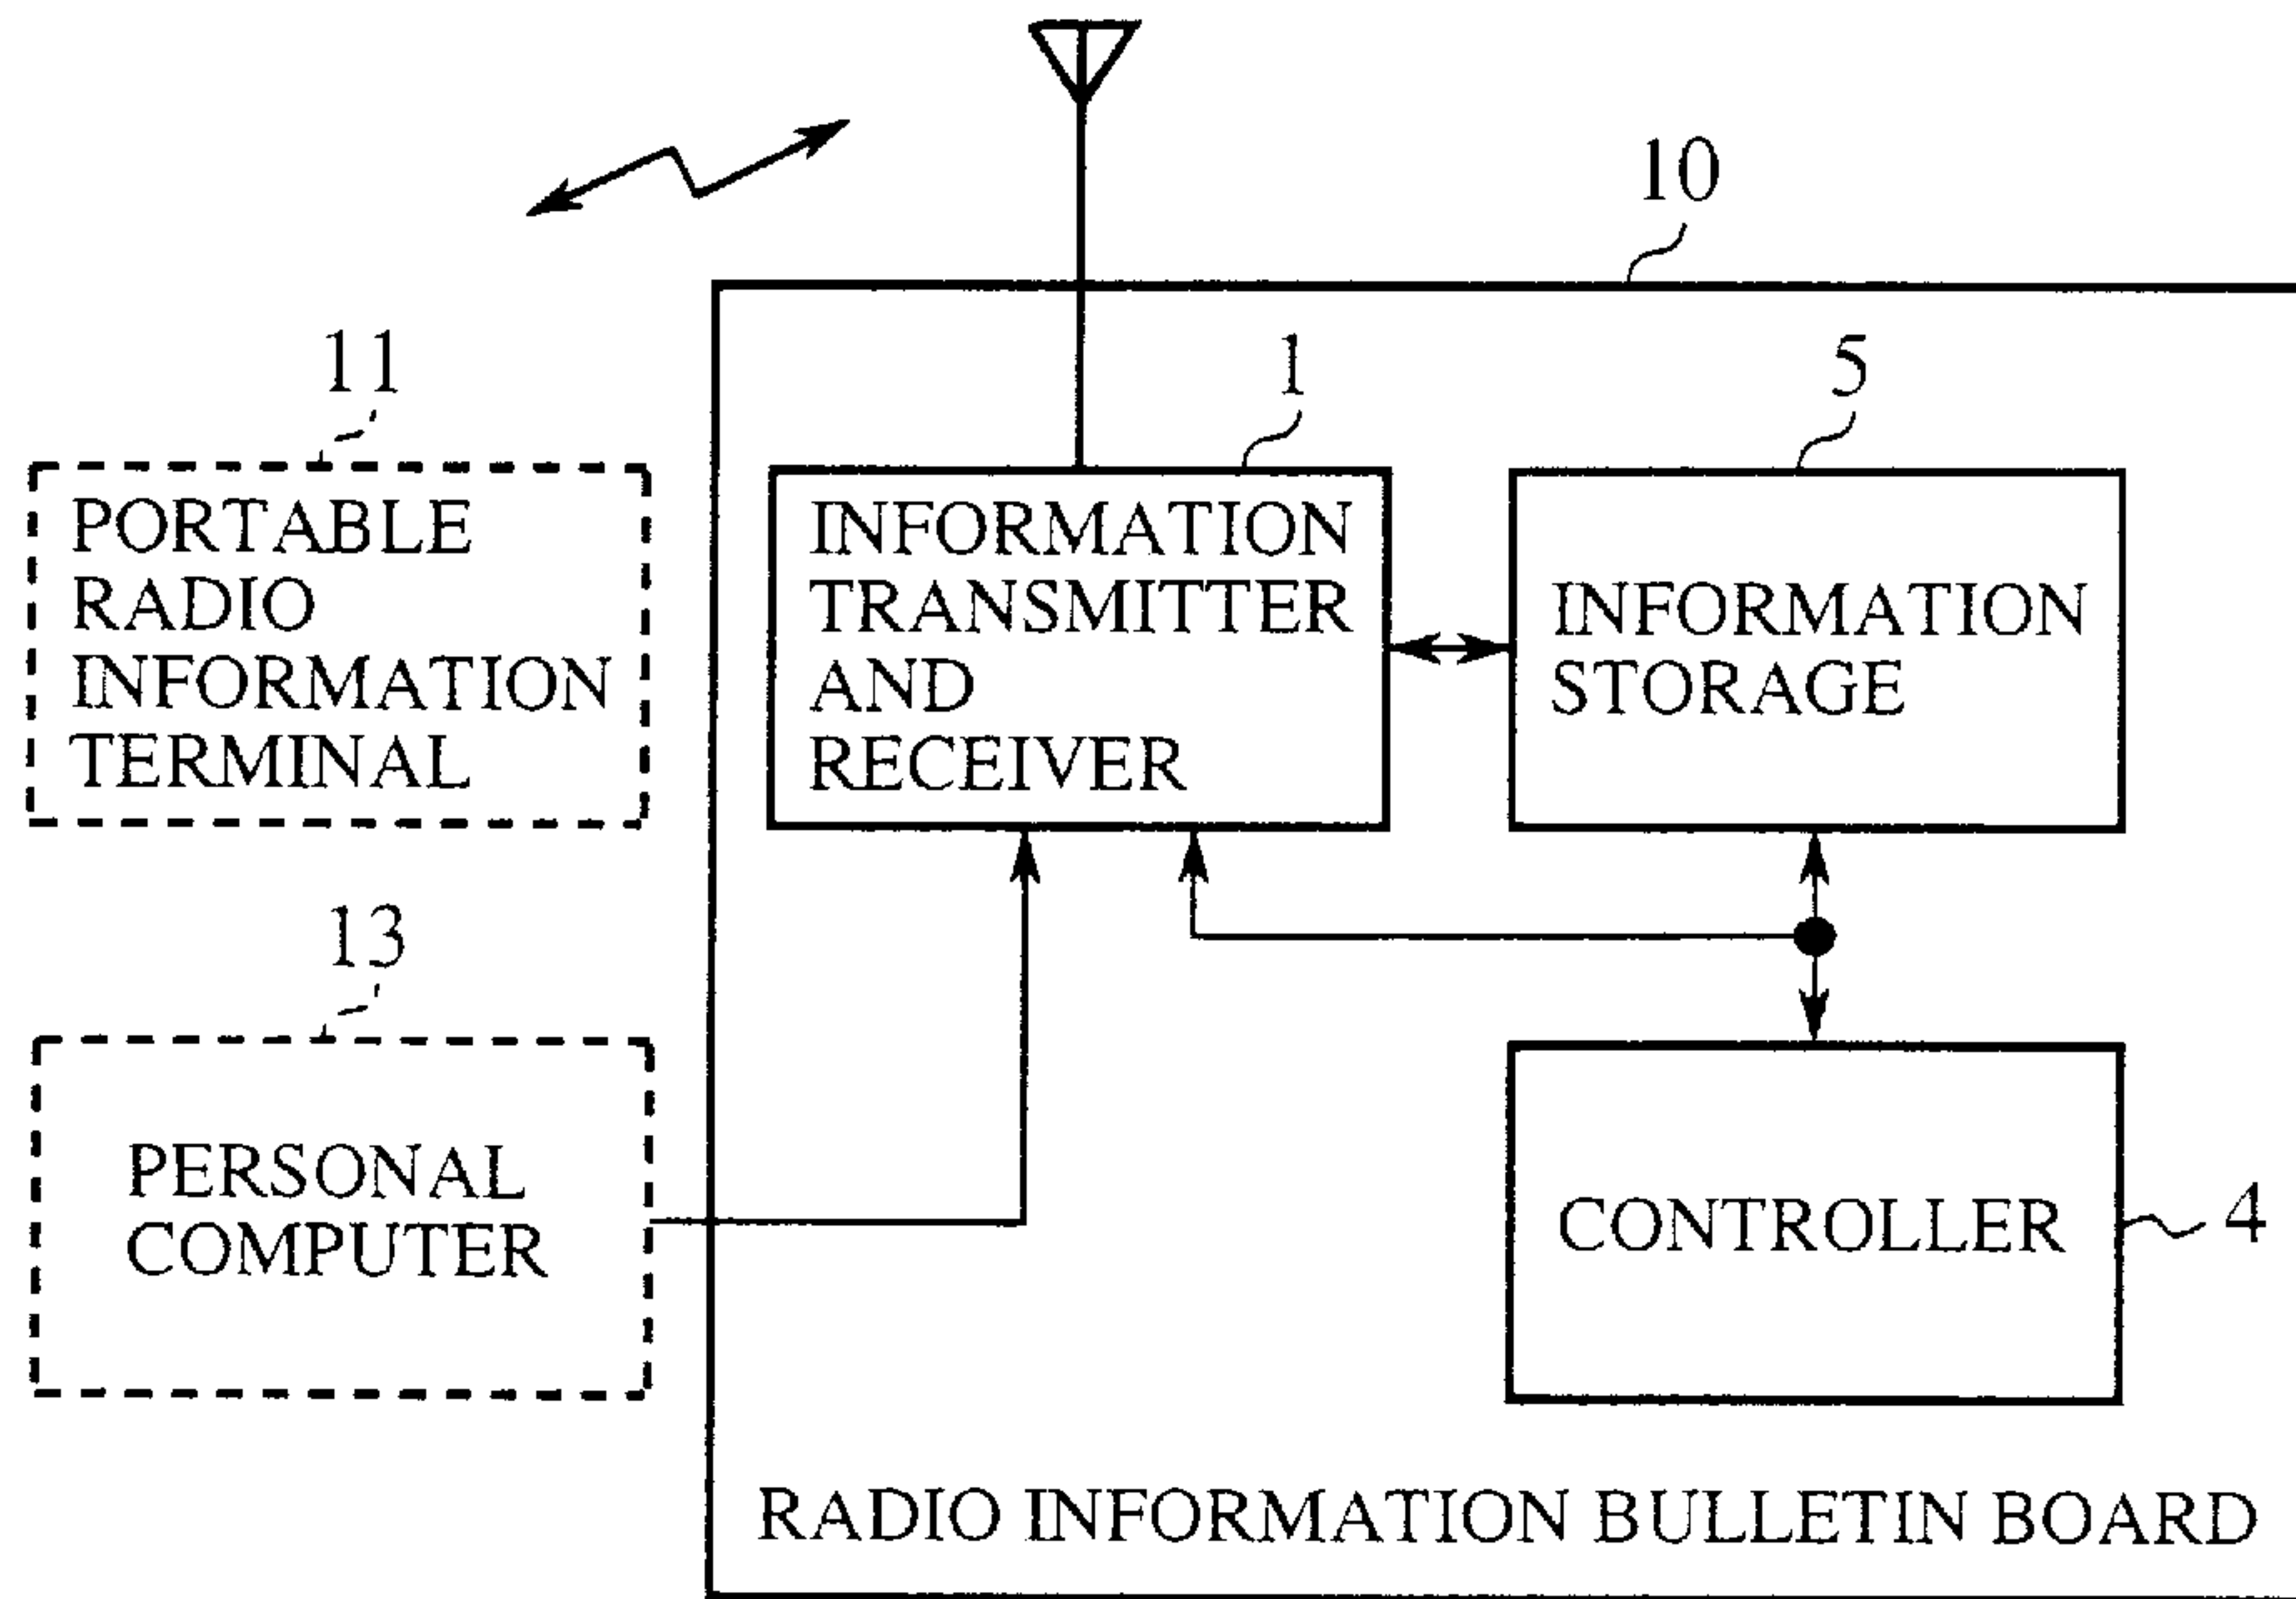 10
11
1
5
PORTABLE
RADIO
INFORMATION
TERMINAL
INFORMATION
TRANSMITTER
AND
RECEIVER
INFORMATION
STORAGE
13
PERSONAL
COMPUTER
CONTROLLER
4
RADIO INFORMATION BULLETIN BOARD